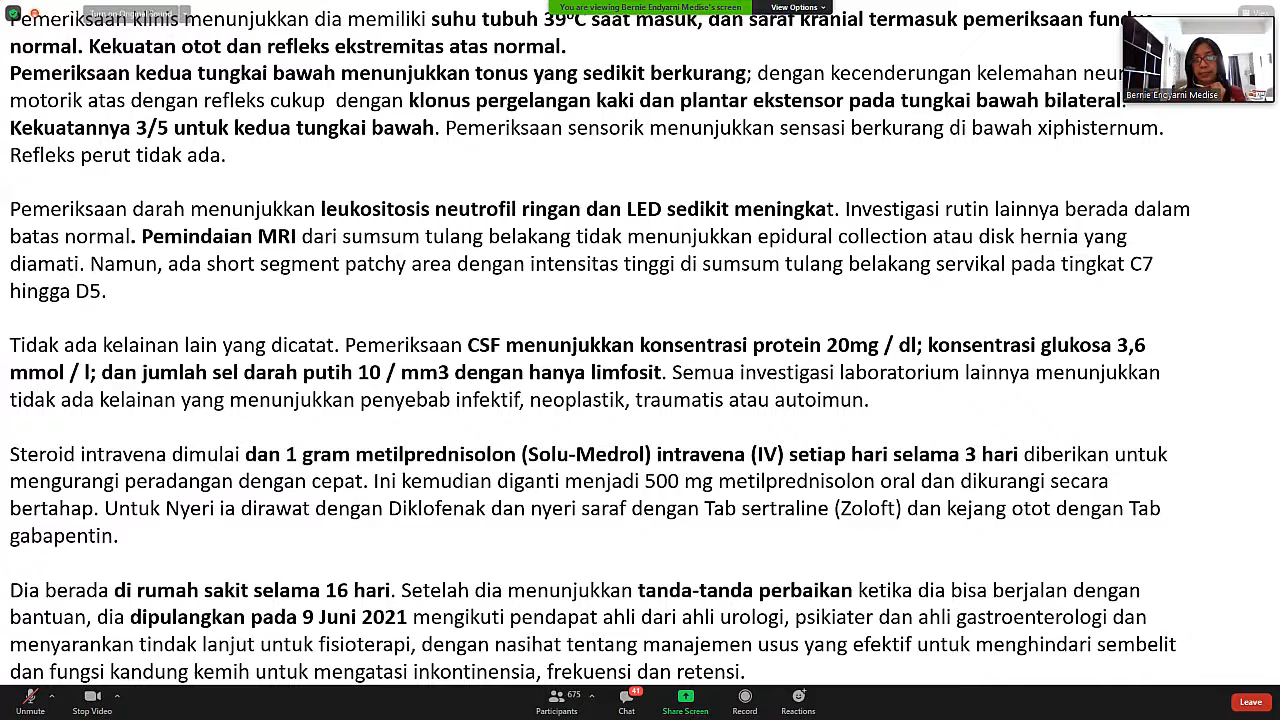 You are viewing Bernie Endyarni Medise's screen
View Options
View
Turn on Original Sound
Pemeriksaan klinis menunjukkan dia memiliki suhu tubuh 39°C saat masuk, dan saraf kranial termasuk pemeriksaan fundus
normal. Kekuatan otot dan refleks ekstremitas atas normal.
Pemeriksaan kedua tungkai bawah menunjukkan tonus yang sedikit berkurang; dengan kecenderungan kelemahan
motorik atas dengan refleks cukup dengan klonus pergelangan kaki dan plantar ekstensor pada tungkai bawah bilateral.
Bernie Endyarni Medise
Kekuatannya 3/5 untuk kedua tungkai bawah. Pemeriksaan sensorik menunjukkan sensasi berkurang di bawah xiphisternum.
Refleks perut tidak ada.
Pemeriksaan darah menunjukkan leukositosis neutrofil ringan dan LED sedikit meningkat. Investigasi rutin lainnya berada dalam
batas normal. Pemindaian MRI dari sumsum tulang belakang tidak menunjukkan epidural collection atau disk hernia yang
diamati. Namun, ada short segment patchy area dengan intensitas tinggi di sumsum tulang belakang servikal pada tingkat C7
hingga D5.
Tidak ada kelainan lain yang dicatat. Pemeriksaan CSF menunjukkan konsentrasi protein 20mg / dl; konsentrasi glukosa 3,6
mmol / l; dan jumlah sel darah putih 10 / mm3 dengan hanya limfosit. Semua investigasi laboratorium lainnya menunjukkan
tidak ada kelainan yang menunjukkan penyebab infektif, neoplastik, traumatis atau autoimun.
Steroid intravena dimulai dan 1 gram metilprednisolon (Solu-Medrol) intravena (IV) setiap hari selama 3 hari diberikan untuk
mengurangi peradangan dengan cepat. Ini kemudian diganti menjadi 500 mg metilprednisolon oral dan dikurangi secara
bertahap. Untuk Nyeri ia dirawat dengan Diklofenak dan nyeri saraf dengan Tab sertraline (Zoloft) dan kejang otot dengan Tab
gabapentin.
Dia berada di rumah sakit selama 16 hari. Setelah dia menunjukkan tanda-tanda perbaikan ketika dia bisa berjalan dengan
bantuan, dia dipulangkan pada 9 Juni 2021 mengikuti pendapat ahli dari ahli urologi, psikiater dan ahli gastroenterologi dan
menyarankan tindak lanjut untuk fisioterapi, dengan nasihat tentang manajemen usus yang efektif untuk menghindari sembelit
dan fungsi kandung kemih untuk mengatasi inkontinensia, frekuensi dan retensi.
Unmute
Stop Video
675
Participants
41
Chat
Share Screen
Record
Reactions
Leave